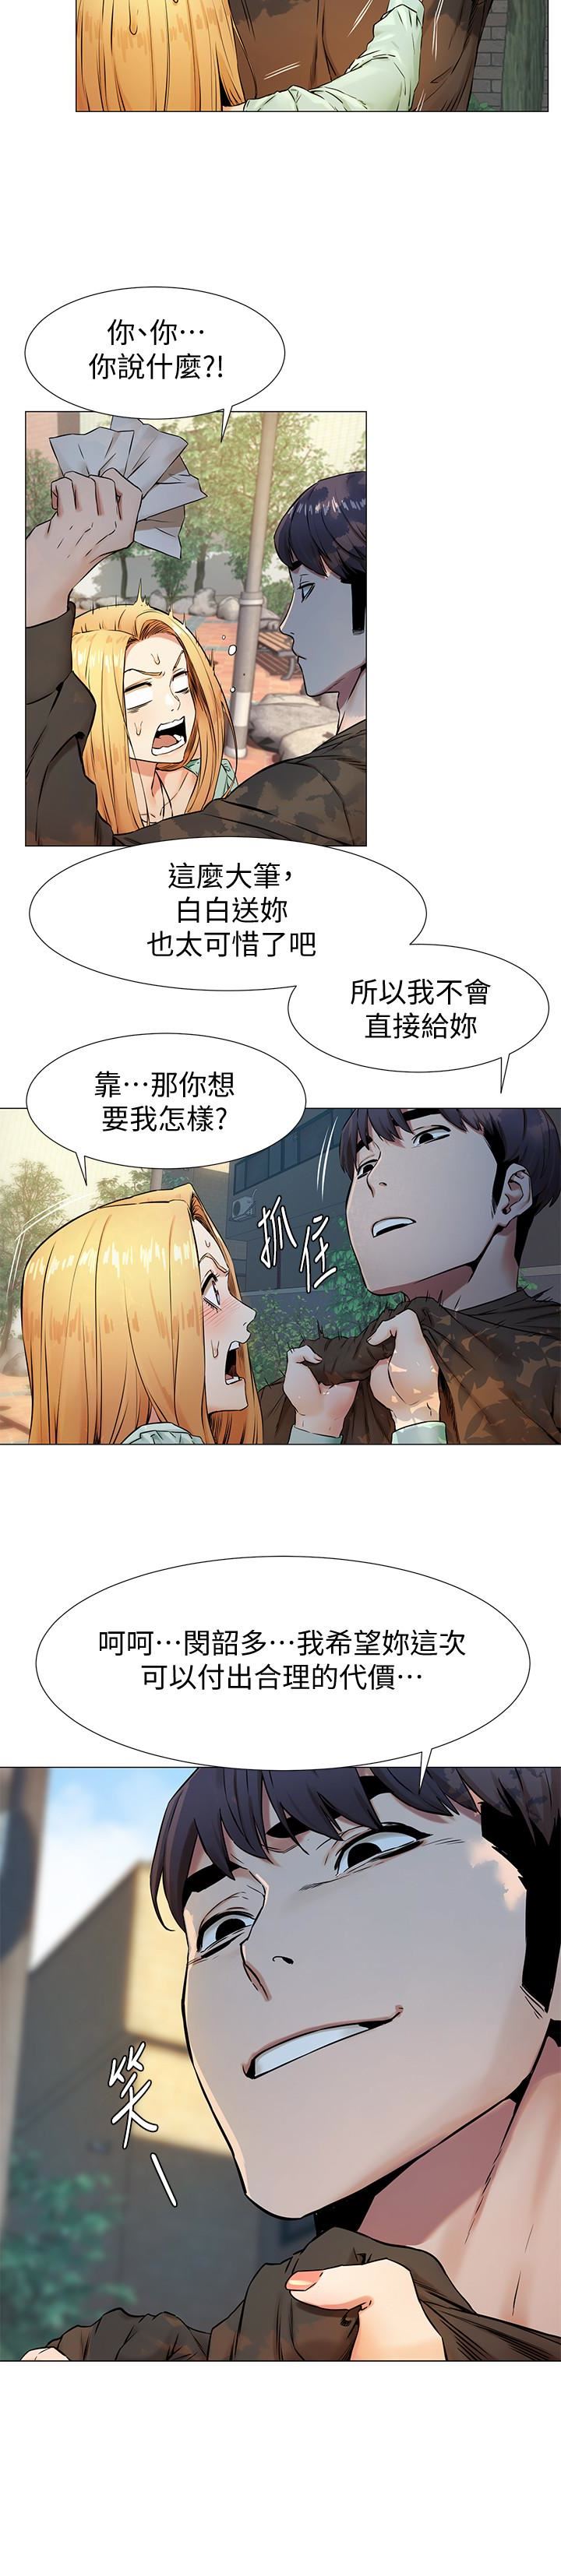 你、你⋯
你說什麼?!
這麼大筆,
白白送妳
也太可惜了吧
所以我不會
直接給妳
靠⋯那你想
要我怎樣?
抓住
呵呵⋯閔韶多⋯我希望妳這次
可以付出合理的代價⋯
笑